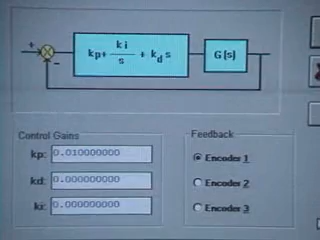 +
ki
kp+ — + k d s
s
G(s)
−
Control Gains
kp: 0.010000000
kd: 0.000000000
ki: 0.000000000
Feedback
Encoder 1
Encoder 2
Encoder 3